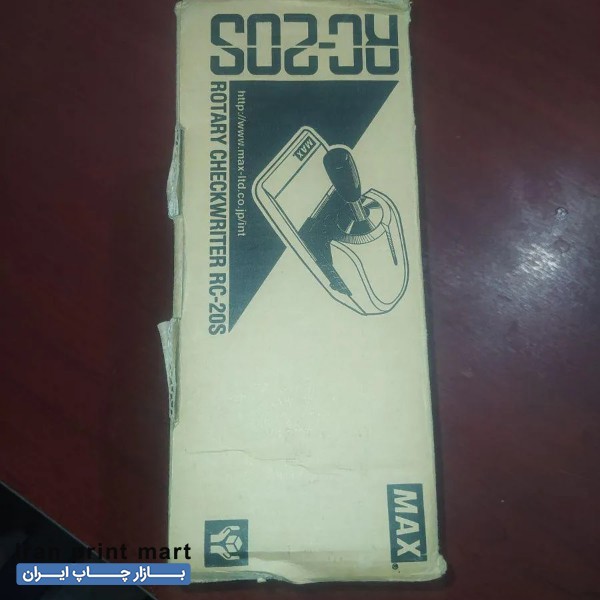 RC-20S
ROTARY CHECKWRITER RC-20S
http://www.max-ltd.co.jp/int
MAX
MAX
iran print mart
بازار چاپ ایران